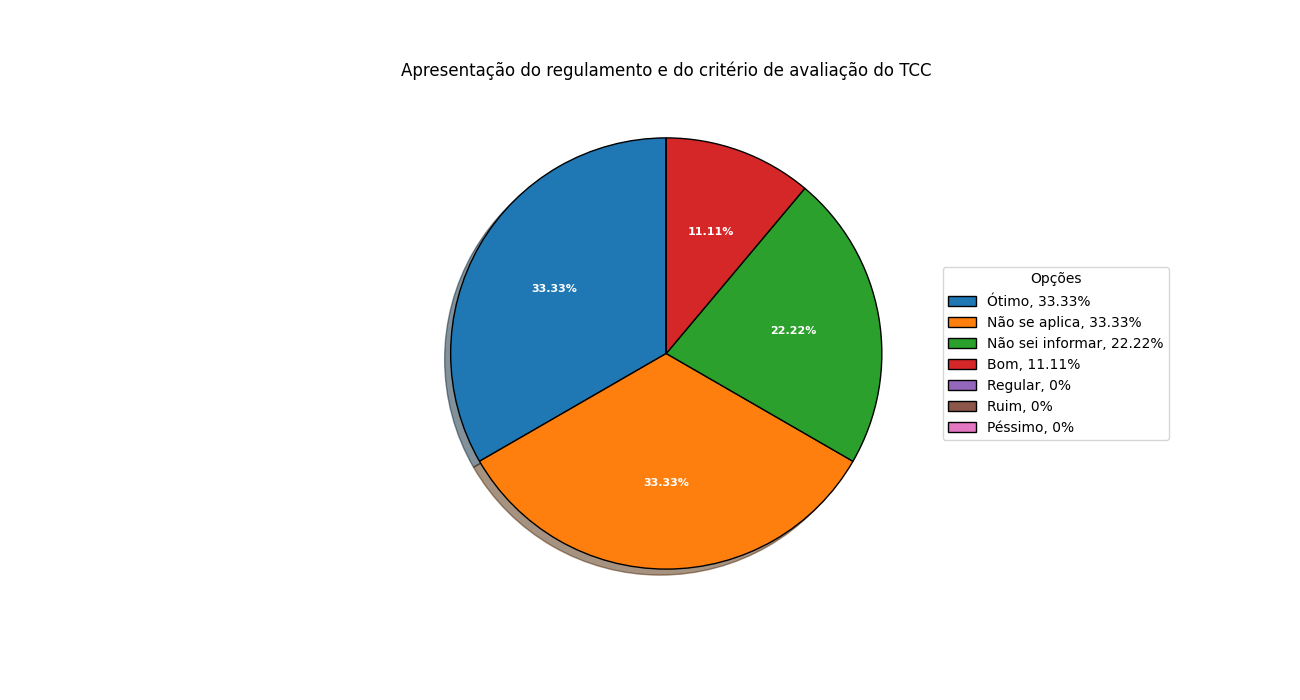 Apresentação do regulamento e do critério de avaliação do TCC
11.11%
33.33%
22.22%
33.33%
Opções
Ótimo, 33.33%
Não se aplica, 33.33%
Não sei informar, 22.22%
Bom, 11.11%
Regular, 0%
Ruim, 0%
Péssimo, 0%